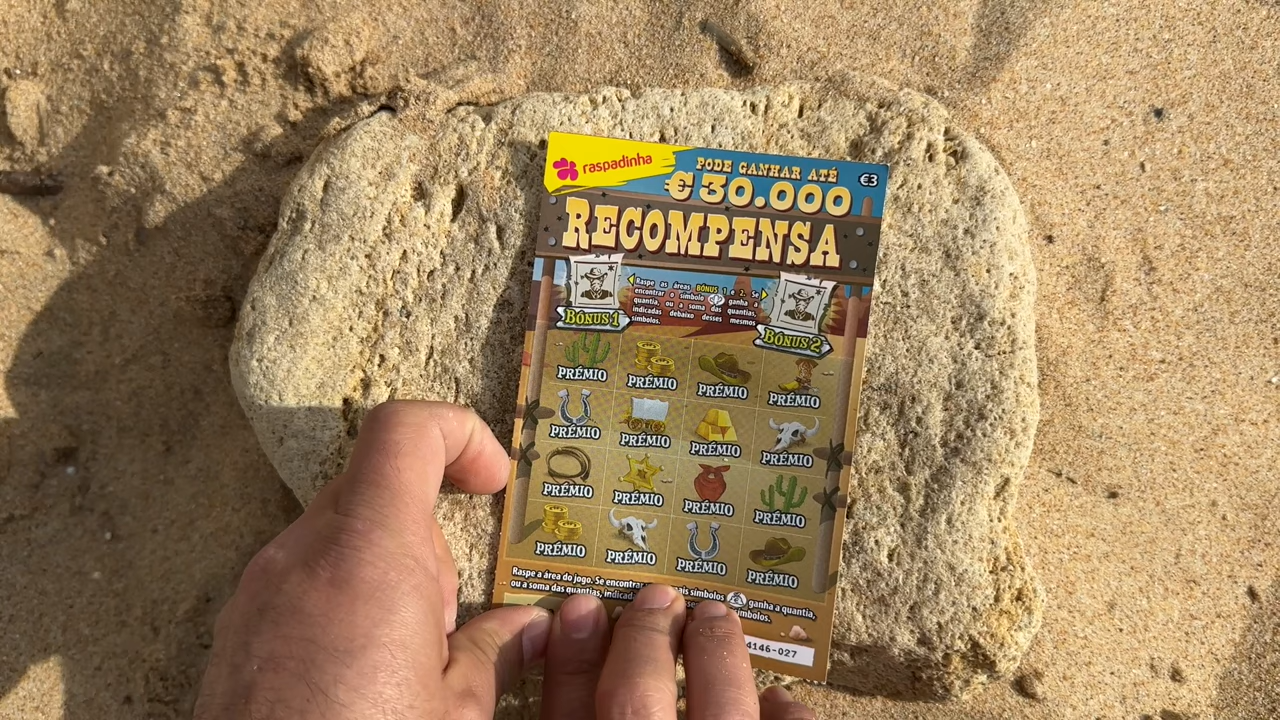 raspadinha
PODE GANHAR ATÉ
€3
€30.000
RECOMPENSA
Raspe as áreas BÓNUS 1 e 2. Se
encontrar o símbolo ganha a
quantia, ou a soma das quantias,
indicadas debaixo desses mesmos
símbolos.
BÓNUS 1
BÓNUS 2
PRÉMIO PRÉMIO PRÉMIO PRÉMIO
PRÉMIO PRÉMIO PRÉMIO PRÉMIO
PRÉMIO PRÉMIO PRÉMIO PRÉMIO
PRÉMIO PRÉMIO PRÉMIO PRÉMIO
Raspe a área do jogo. Se encontrar símbolos ganha a quantia,
ou a soma das quantias,
4146-027